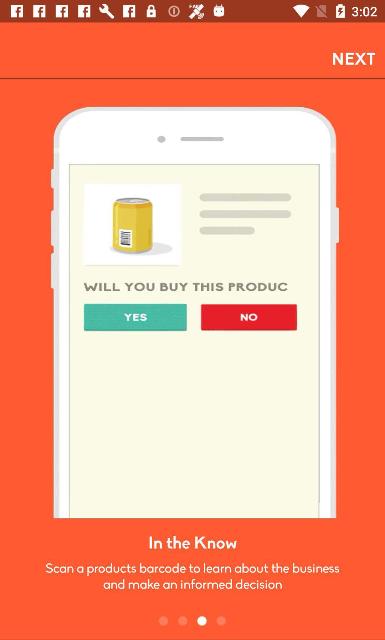 3:02
NEXT
WILL YOU BUY THIS PRODUC
YES NO
In the Know
Scan a products barcode to learn about the business
and make an informed decision